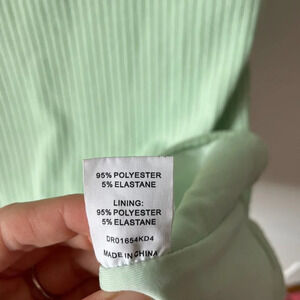 95% POLYESTER
5% ELASTANE
LINING:
95% POLYESTER
5% ELASTANE
DR01654KD4
MADE IN CHINA